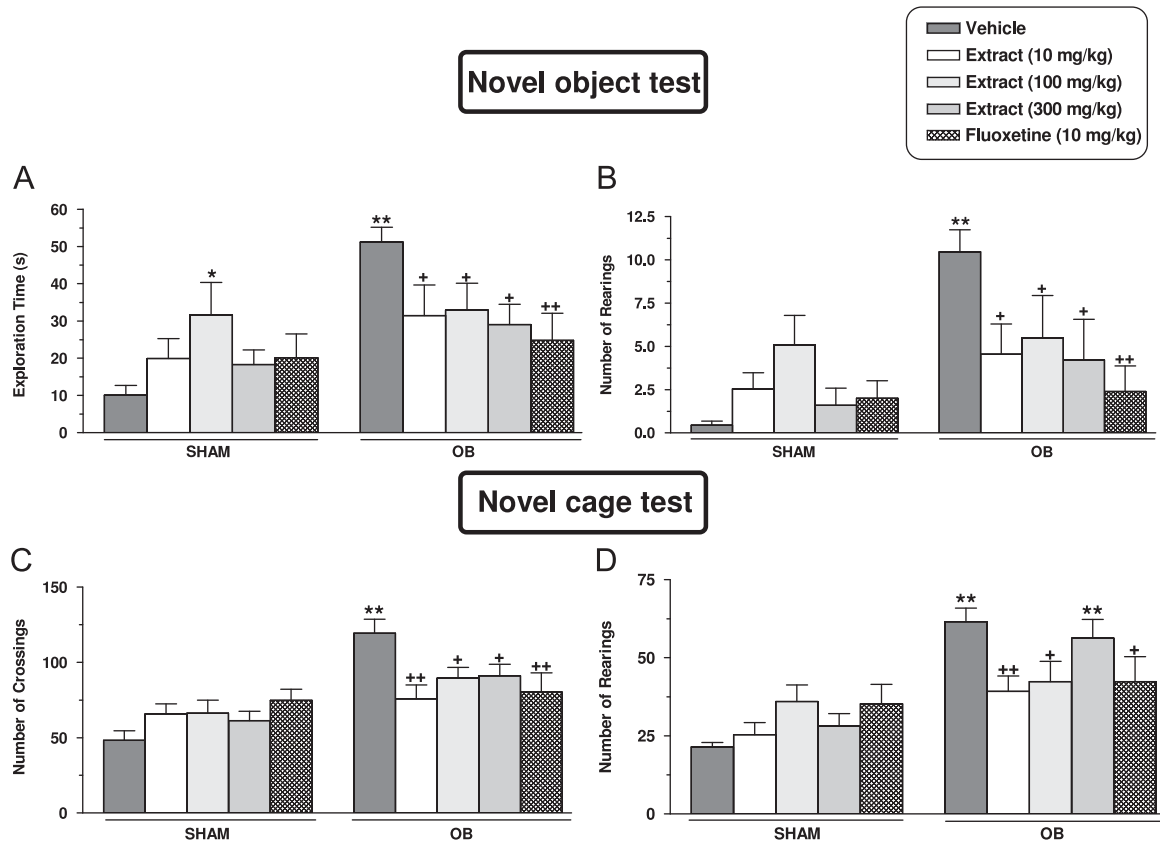 Vehicle
Extract (10 mg/kg)
Extract (100 mg/kg)
Extract (300 mg/kg)
Fluoxetine (10 mg/kg)
Novel object test
A
Exploration Time (s)
60
50
40
30
20
10
0
*
**
+
+
+
++
SHAM
OB
B
Number of Rearings
12.5
10.0
7.5
5.0
2.5
0.0
**
+
+
+
++
SHAM
OB
Novel cage test
C
Number of Crossings
150
100
50
0
**
++
+
+
++
SHAM
OB
D
Number of Rearings
75
50
25
0
**
++
+
**
+
SHAM
OB